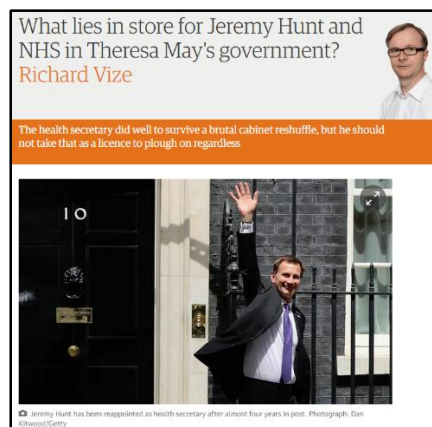 What lies in store for Jeremy Hunt and
NHS in Theresa May's government?
Richard Vize
The health secretary did well to survive a brutal cabinet reshuffle, but he should
not take that as a licence to plough on regardless
10
Jeremy Hunt has been reappointed as health secretary after almost four years in post. Photograph: Dan
Kitwood/Getty